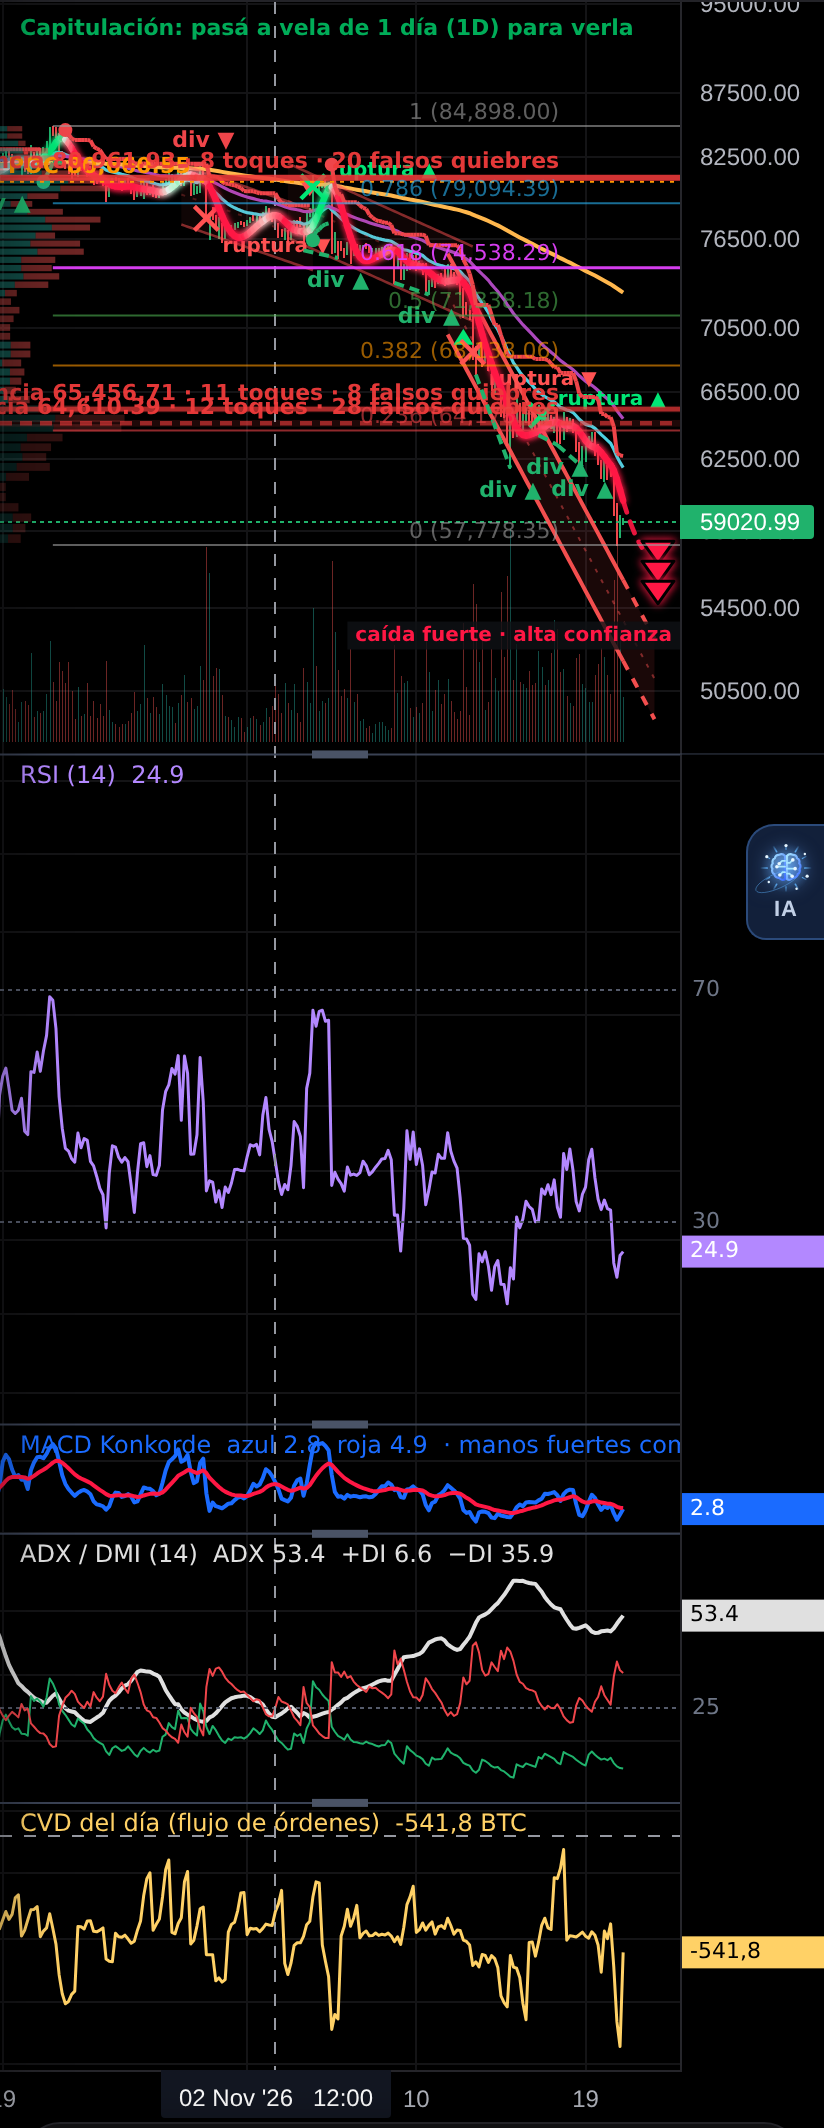 95000.00
Capitulación: pasá a vela de 1 día (1D) para verla
87500.00
1 (84,898.00)
div
82500.00
8 toques · 20 falsos quiebres
ruptura
0.786 (79,094.39)
76500.00
ruptura
0.618 (74,538.29)
div
0.5 (71,338.18)
div
70500.00
0.382
ruptura
ncia 65,456.71 · 11 toques · 8 falsos quiebres
66500.00
ruptura
cia 64,610.39 · 12 toques · 28 falsos quiebres
62500.00
div
div
div
59020.99
0 (57,778.35)
54500.00
caída fuerte · alta confianza
50500.00
RSI (14) 24.9
IA
70
30
24.9
MACD Konkorde azul 2.8 roja 4.9 · manos fuertes con
2.8
ADX / DMI (14) ADX 53.4 +DI 6.6 −DI 35.9
53.4
25
CVD del día (flujo de órdenes) -541,8 BTC
-541,8
19
02 Nov '26 12:00
10
19